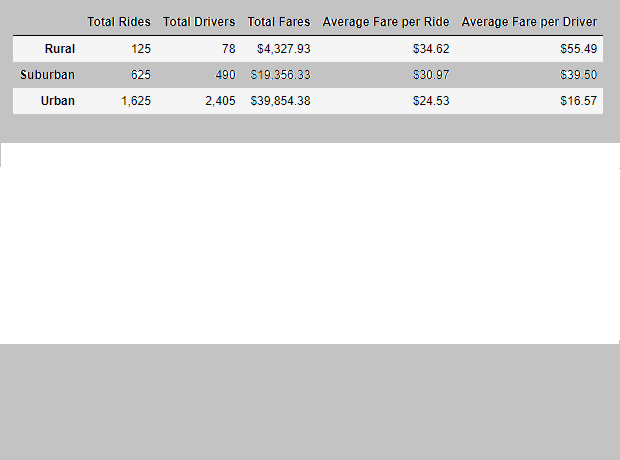 Total Rides Total Drivers Total Fares Average Fare per Ride Average Fare per Driver
Rural 125 78 $4,327.93 $34.62 $55.49
Suburban 625 490 $19,356.33 $30.97 $39.50
Urban 1,625 2,405 $39,854.38 $24.53 $16.57